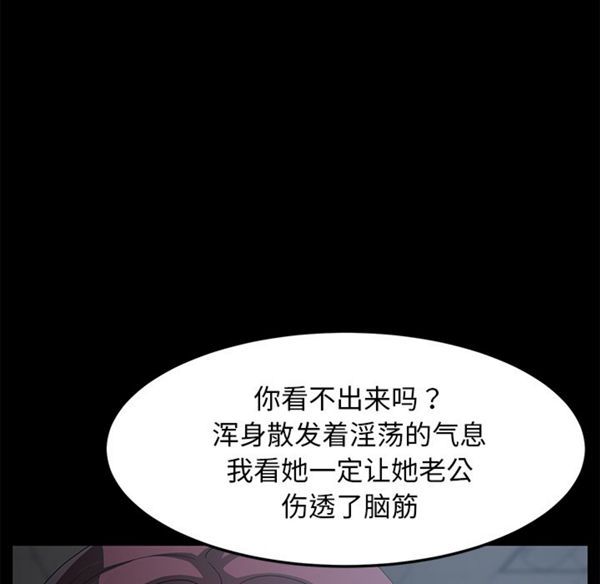 你看不出来吗？
浑身散发着淫荡的气息
我看她一定让她老公
伤透了脑筋